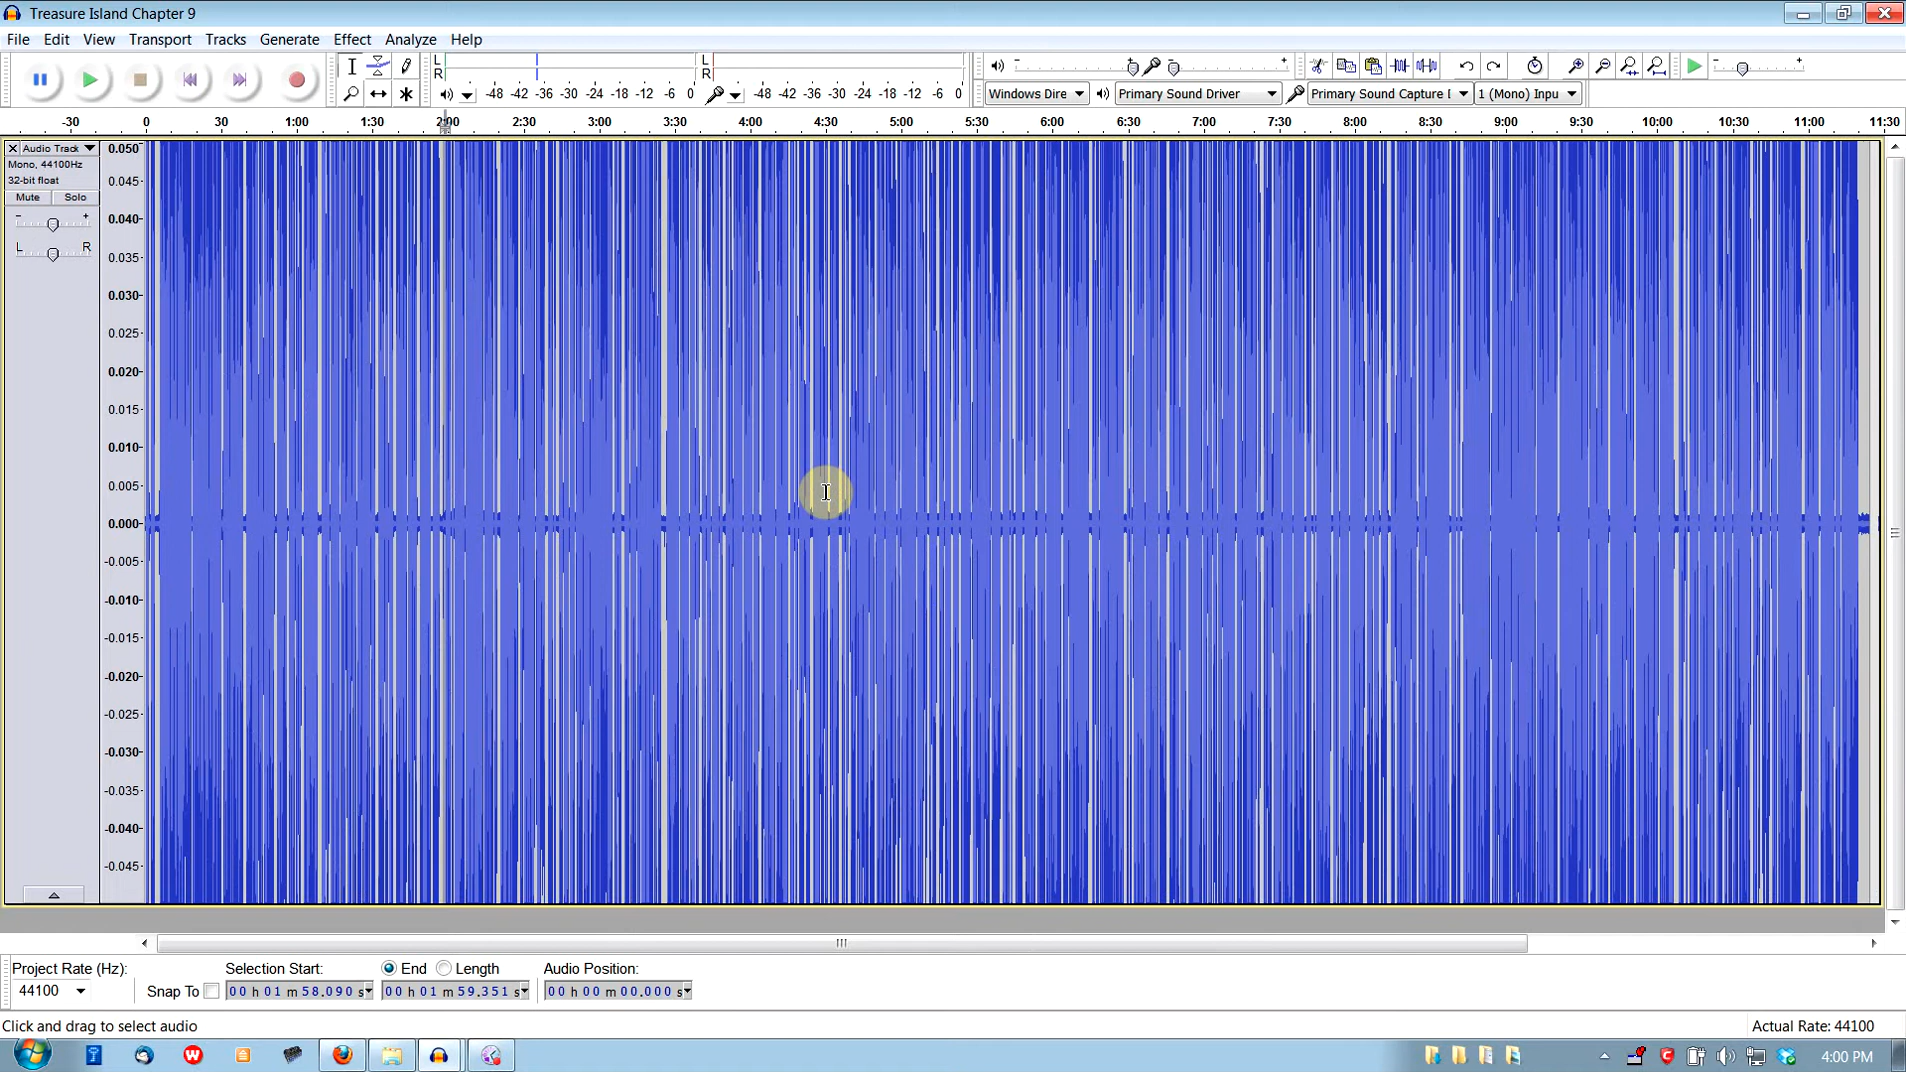 Treasure Island Chapter 9
File Edit View Transport Tracks Generate Effect Analyze Help
L
R
-48 -42 -36 -30 -24 -18 -12 -6 0
L
R
-48 -42 -36 -30 -24 -18 -12 -6 0
- +
- +
- +
Windows Dire
Primary Sound Driver
Primary Sound Capture
1 (Mono) Inpu
-30 0 30 1:00 1:30 2:00 2:30 3:00 3:30 4:00 4:30 5:00 5:30 6:00 6:30 7:00 7:30 8:00 8:30 9:00 9:30 10:00 10:30 11:00 11:30
Audio Track
Mono, 44100Hz
32-bit float
Mute Solo
- +
L R
0.050
0.045
0.040
0.035
0.030
0.025
0.020
0.015
0.010
0.005
0.000
-0.005
-0.010
-0.015
-0.020
-0.025
-0.030
-0.035
-0.040
-0.045
Project Rate (Hz): Selection Start: End Length Audio Position:
44100 Snap To 00 h 01 m 58.090 s 00 h 01 m 59.351 s 00 h 00 m 00.000 s
Click and drag to select audio Actual Rate: 44100
4:00 PM